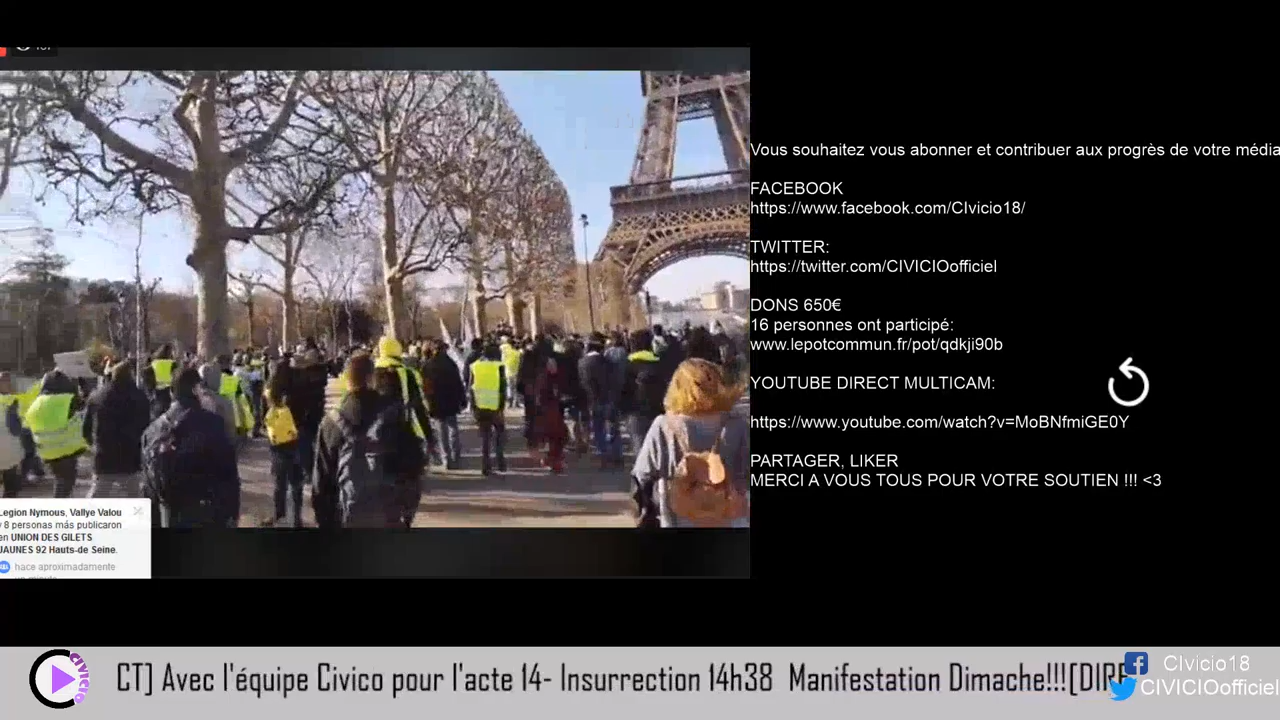 Vous souhaitez vous abonner et contribuer aux progrès de votre média
FACEBOOK
https://www.facebook.com/CIvicio18/
TWITTER:
https://twitter.com/CIVICIOofficiel
DONS 650€
16 personnes ont participé:
www.lepotcommun.fr/pot/qdkji90b
YOUTUBE DIRECT MULTICAM:
https://www.youtube.com/watch?v=MoBNfmiGE0Y
PARTAGER, LIKER
MERCI A VOUS TOUS POUR VOTRE SOUTIEN !!! <3
Legion Nymous, Vallye Valou
y 8 personas más publicaron
en UNION DES GILETS
JAUNES 92 Hauts-de Seine.
hace aproximadamente
un minuto
CIVICIO
CT] Avec l'équipe Civico pour l'acte 14- Insurrection 14h38 Manifestation Dimache!!![DIRE
CIvicio18
CIVICIOofficiel